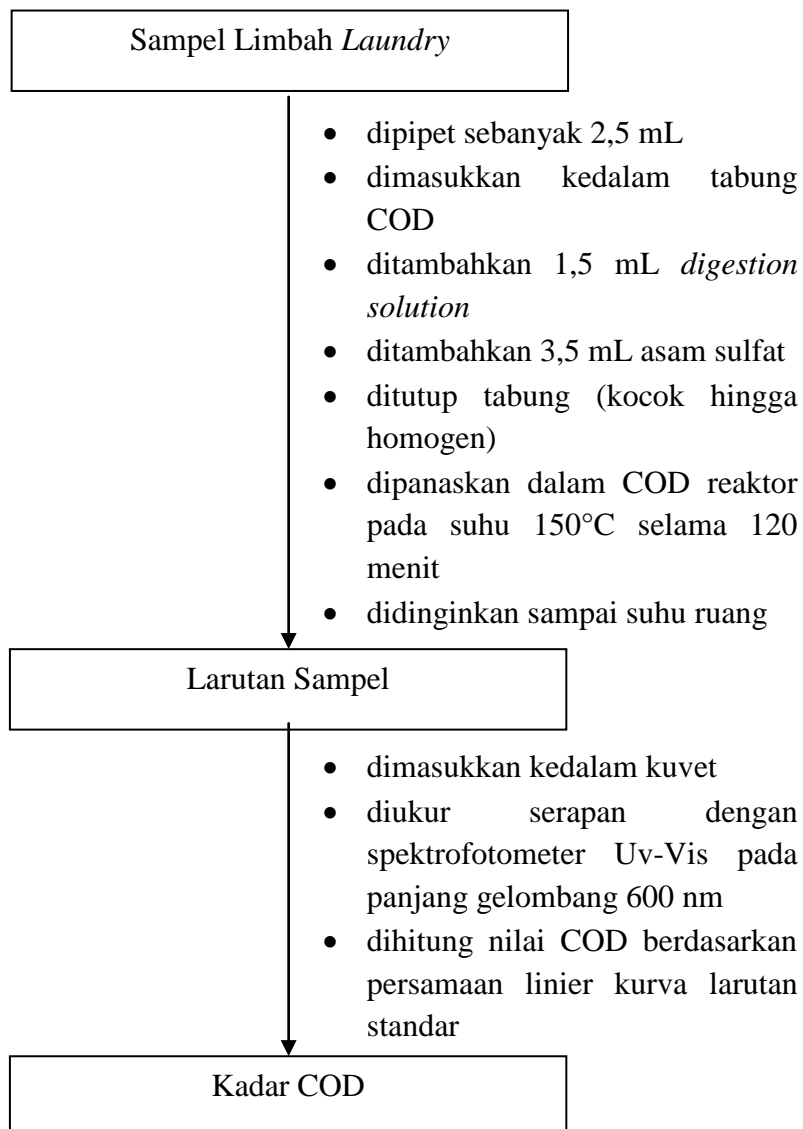 Sampel Limbah Laundry
• dipipet sebanyak 2,5 mL
• dimasukkan kedalam tabung
COD
• ditambahkan 1,5 mL digestion
solution
• ditambahkan 3,5 mL asam sulfat
• ditutup tabung (kocok hingga
homogen)
• dipanaskan dalam COD reaktor
pada suhu 150°C selama 120
menit
• didinginkan sampai suhu ruang
Larutan Sampel
• dimasukkan kedalam kuvet
• diukur serapan dengan
spektrofotometer Uv-Vis pada
panjang gelombang 600 nm
• dihitung nilai COD berdasarkan
persamaan linier kurva larutan
standar
Kadar COD